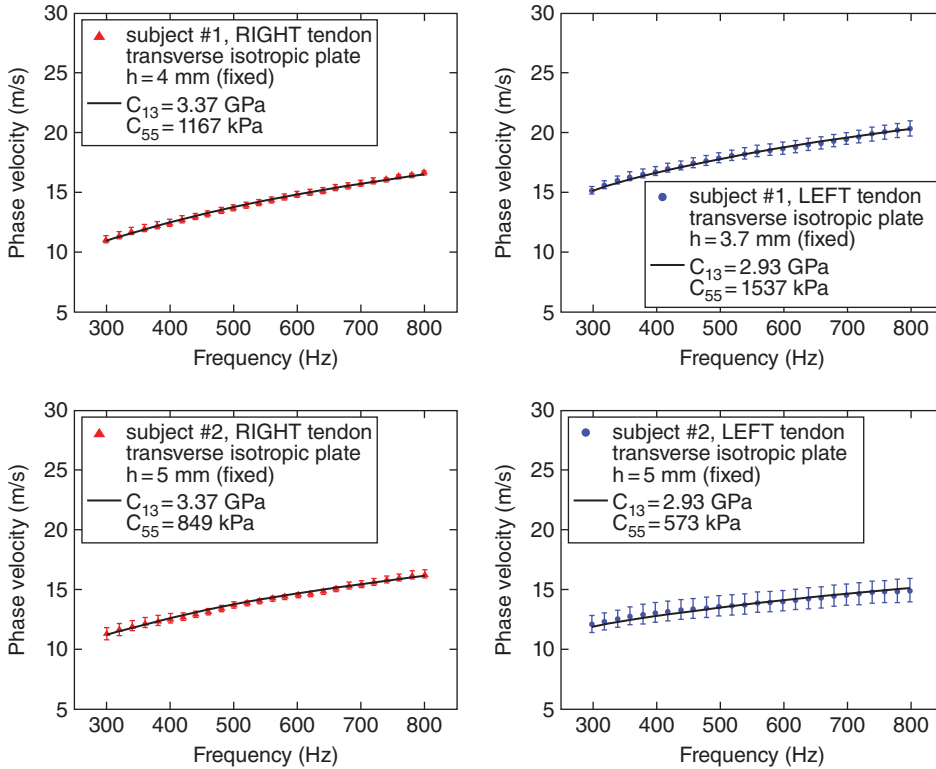 30
25
20
15
10
5
Phase velocity (m/s)
subject #1, RIGHT tendon
transverse isotropic plate
h = 4 mm (fixed)
C₁₃ = 3.37 GPa
C₅₅ = 1167 kPa
300 400 500 600 700 800
Frequency (Hz)
30
25
20
15
10
5
Phase velocity (m/s)
subject #1, LEFT tendon
transverse isotropic plate
h = 3.7 mm (fixed)
C₁₃ = 2.93 GPa
C₅₅ = 1537 kPa
300 400 500 600 700 800
Frequency (Hz)
30
25
20
15
10
5
Phase velocity (m/s)
subject #2, RIGHT tendon
transverse isotropic plate
h = 5 mm (fixed)
C₁₃ = 3.37 GPa
C₅₅ = 849 kPa
300 400 500 600 700 800
Frequency (Hz)
30
25
20
15
10
5
Phase velocity (m/s)
subject #2, LEFT tendon
transverse isotropic plate
h = 5 mm (fixed)
C₁₃ = 2.93 GPa
C₅₅ = 573 kPa
300 400 500 600 700 800
Frequency (Hz)